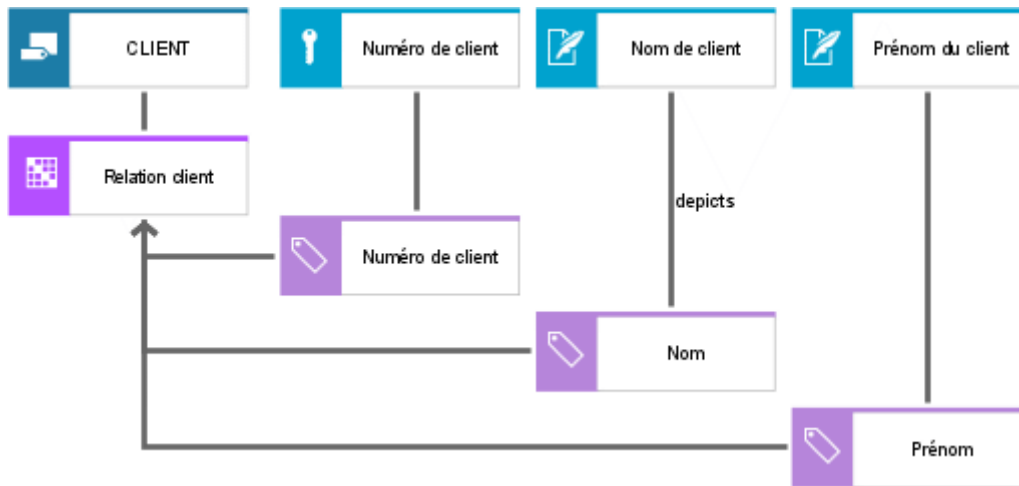 CLIENT
Numéro de client
Nom de client
Prénom du client
Relation client
depicts
Numéro de client
Nom
Prénom